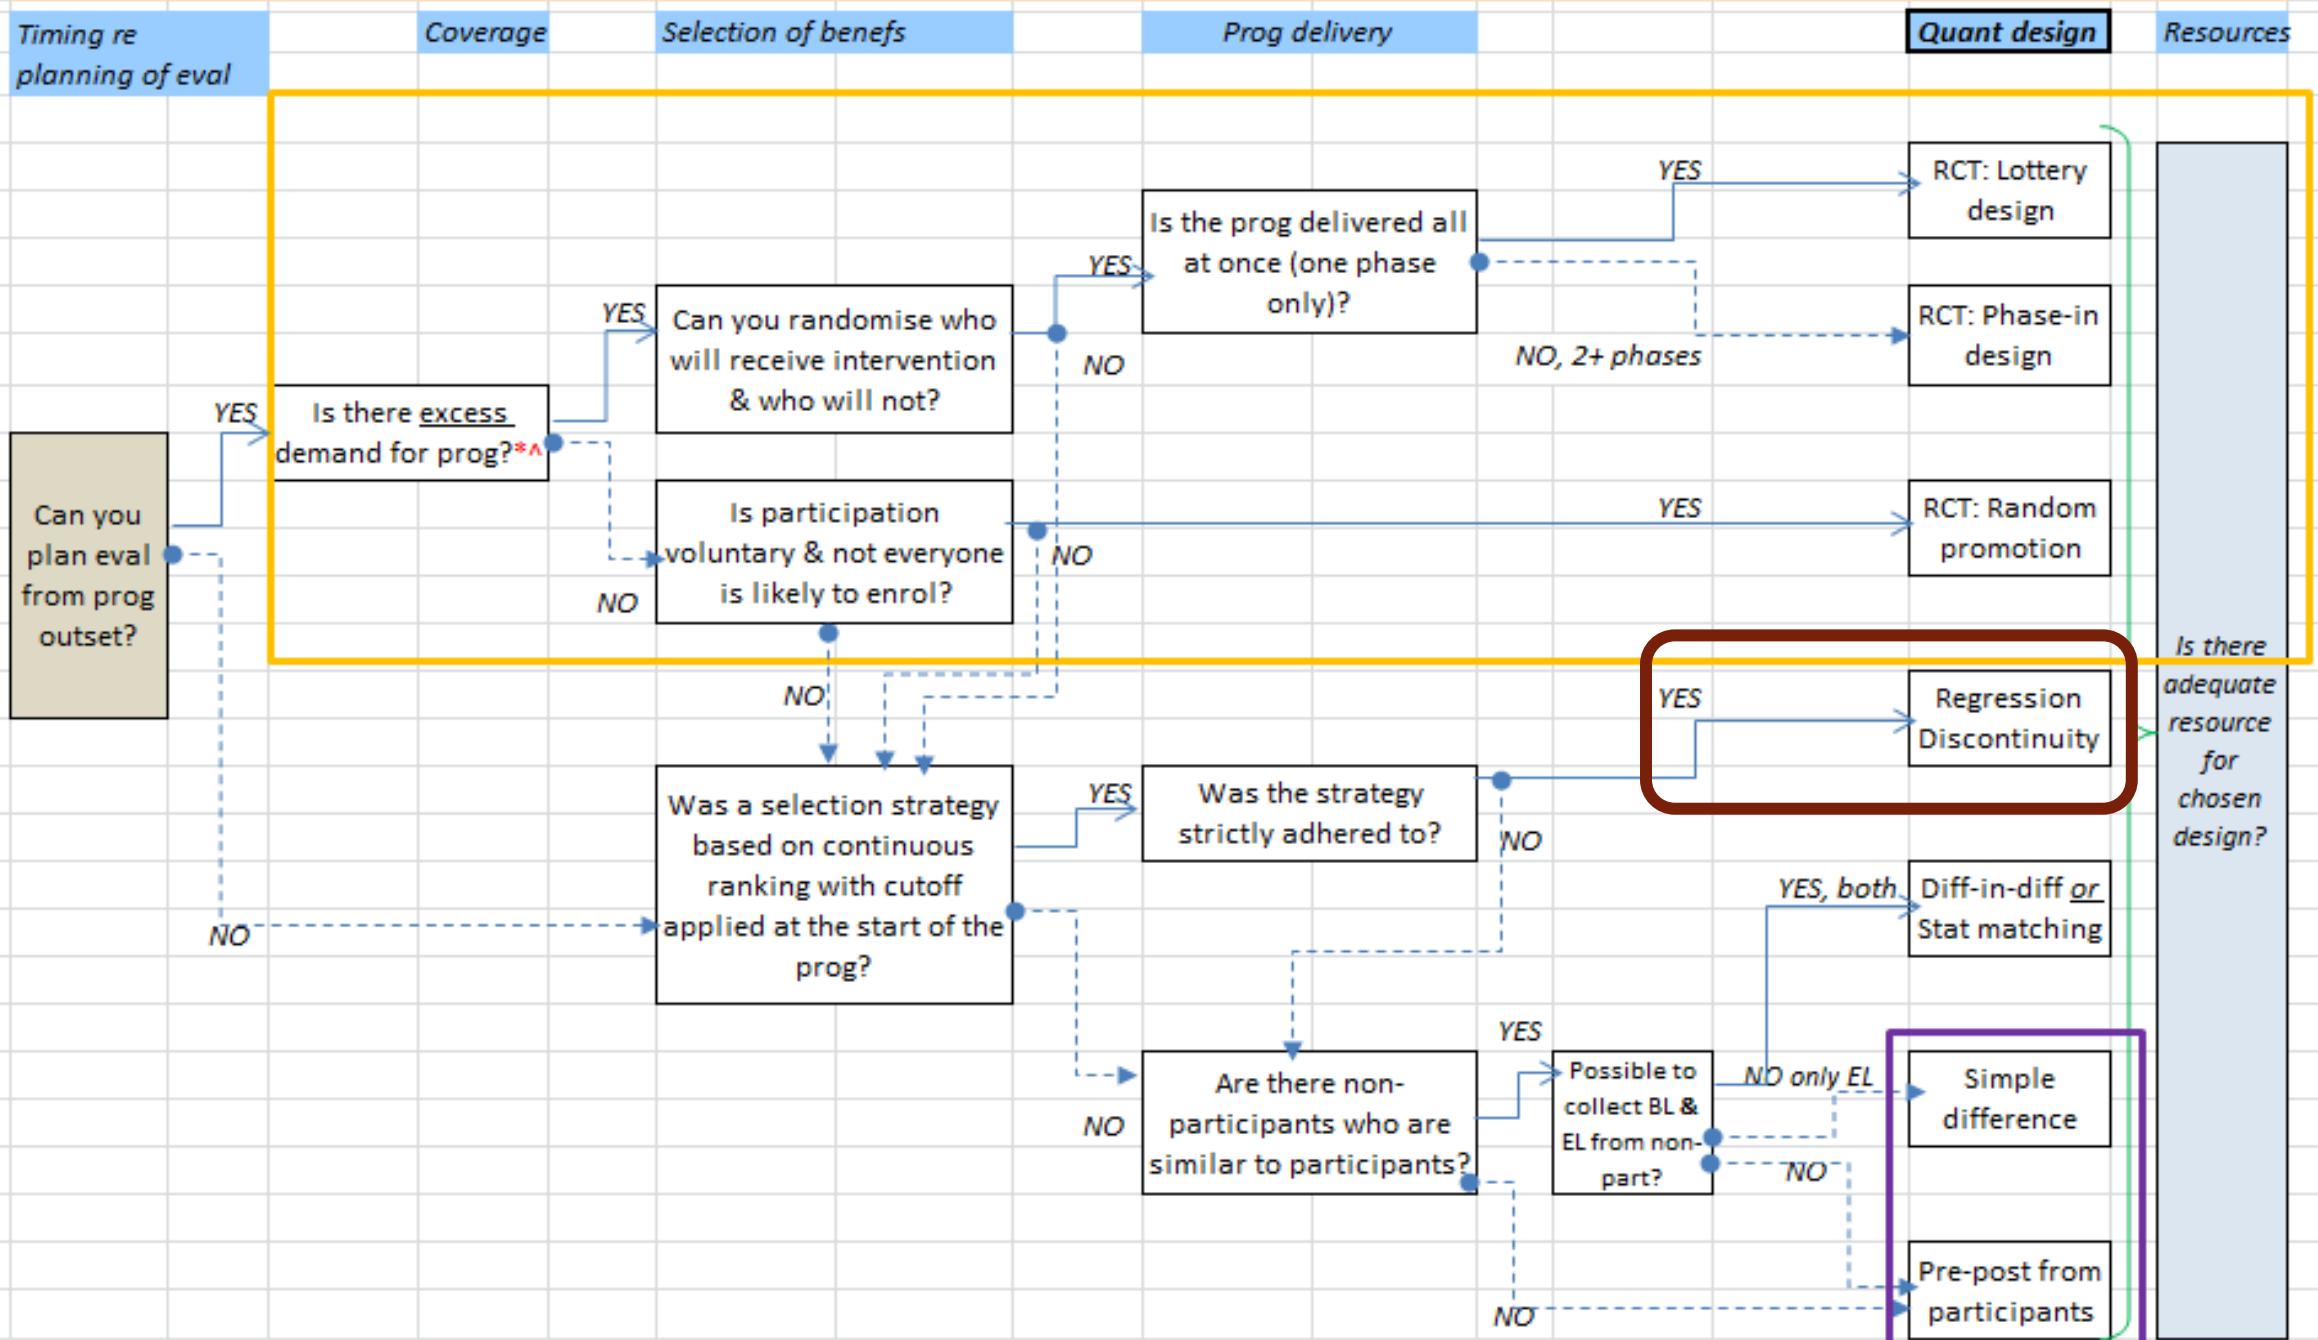 Timing re
planning of eval
Coverage
Selection of benefs
Prog delivery
Quant design
Resources
Can you
plan eval
from prog
outset?
YES
NO
Is there excess
demand for prog?*^
YES
NO
Can you randomise who
will receive intervention
& who will not?
YES
NO
Is participation
voluntary & not everyone
is likely to enrol?
YES
NO
NO
Is the prog delivered all
at once (one phase
only)?
YES
NO, 2+ phases
RCT: Lottery
design
RCT: Phase-in
design
RCT: Random
promotion
Was a selection strategy
based on continuous
ranking with cutoff
applied at the start of the
prog?
YES
NO
Was the strategy
strictly adhered to?
YES
NO
Regression
Discontinuity
Are there non-
participants who are
similar to participants?
YES
NO
Possible to
collect BL &
EL from non-
part?
YES, both
NO only EL
NO
Diff-in-diff or
Stat matching
Simple
difference
Pre-post from
participants
Is there
adequate
resource
for
chosen
design?